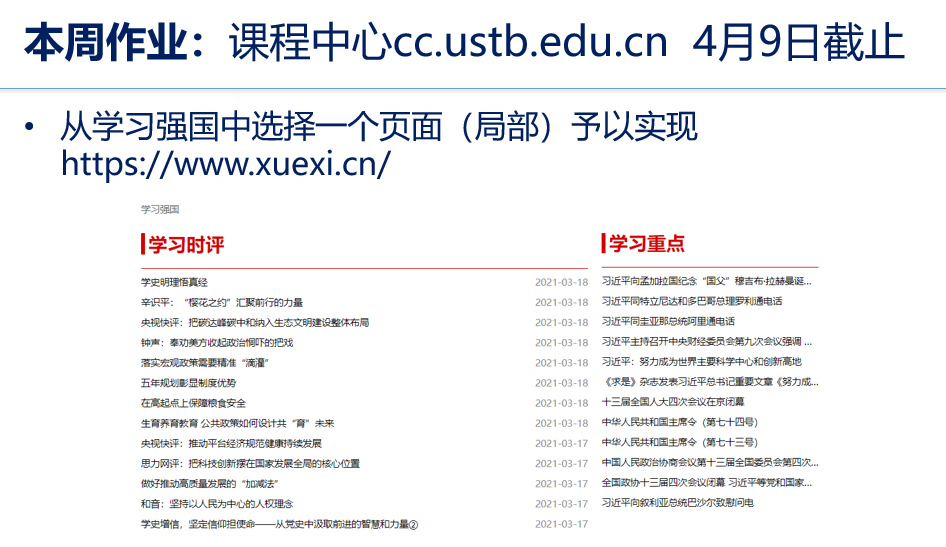 本周作业：课程中心cc.ustb.edu.cn 4月9日截止
• 从学习强国中选择一个页面（局部）予以实现
https://www.xuexi.cn/
学习强国
学习时评
学史明理悟真经 2021-03-18
辛识平：“樱花之约”汇聚前行的力量 2021-03-18
央视快评：把碳达峰碳中和纳入生态文明建设整体布局 2021-03-18
钟声：奉劝美方收起政治恫吓的把戏 2021-03-18
落实宏观政策需要精准“滴灌” 2021-03-18
五年规划彰显制度优势 2021-03-18
在高起点上保障粮食安全 2021-03-18
生育养育教育 公共政策如何设计共“育”未来 2021-03-18
央视快评：推动平台经济规范健康持续发展 2021-03-17
思力网评：把科技创新摆在国家发展全局的核心位置 2021-03-17
做好推动高质量发展的“加减法” 2021-03-17
和音：坚持以人民为中心的人权理念 2021-03-17
学史增信，坚定信仰担使命——从党史中汲取前进的智慧和力量② 2021-03-17
学习重点
习近平向孟加拉国纪念“国父”穆吉布·拉赫曼诞...
习近平同特立尼达和多巴哥总理罗利通电话
习近平同圭亚那总统阿里通电话
习近平主持召开中央财经委员会第九次会议强调 ...
习近平：努力成为世界主要科学中心和创新高地
《求是》杂志发表习近平总书记重要文章《努力成...
十三届全国人大四次会议在京闭幕
中华人民共和国主席令（第七十四号）
中华人民共和国主席令（第七十三号）
中国人民政治协商会议第十三届全国委员会第四次...
全国政协十三届四次会议闭幕 习近平等党和国家...
习近平向叙利亚总统巴沙尔致慰问电